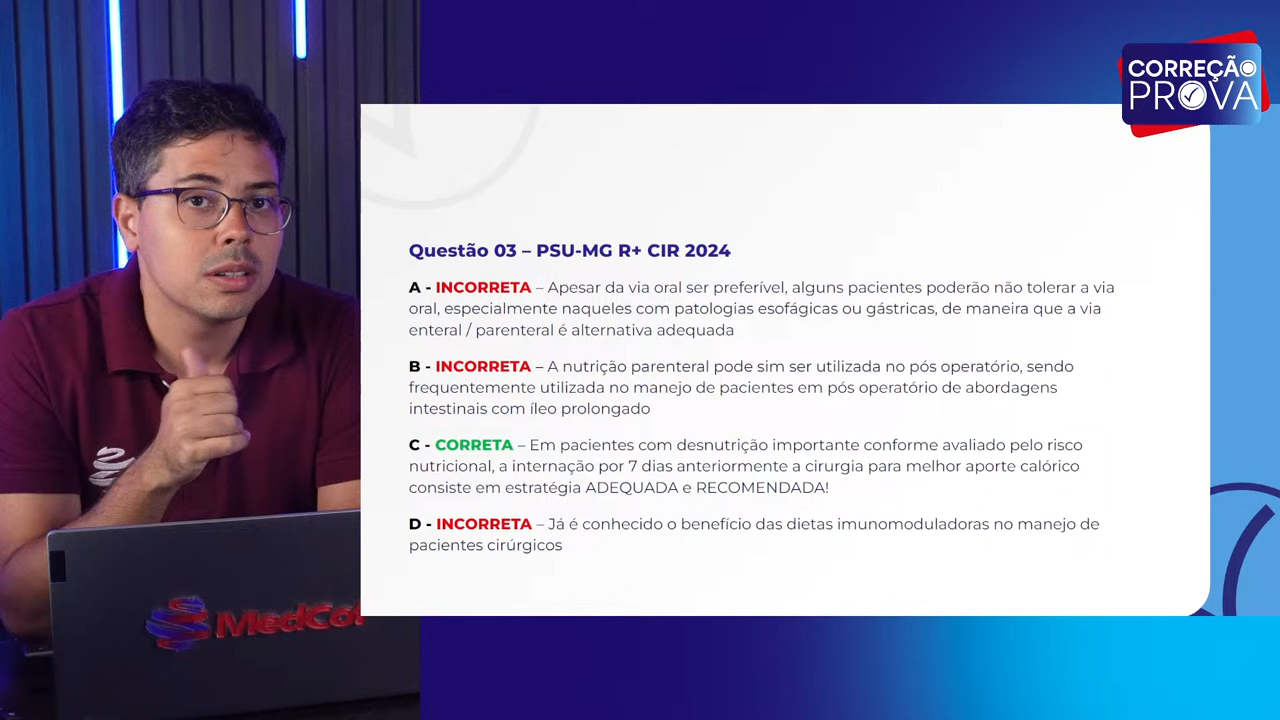 CORREÇÃO
PROVA
Questão 03 – PSU-MG R+ CIR 2024
A - INCORRETA – Apesar da via oral ser preferível, alguns pacientes poderão não tolerar a via
oral, especialmente naqueles com patologias esofágicas ou gástricas, de maneira que a via
enteral / parenteral é alternativa adequada
B - INCORRETA – A nutrição parenteral pode sim ser utilizada no pós operatório, sendo
frequentemente utilizada no manejo de pacientes em pós operatório de abordagens
intestinais com íleo prolongado
C - CORRETA – Em pacientes com desnutrição importante conforme avaliado pelo risco
nutricional, a internação por 7 dias anteriormente a cirurgia para melhor aporte calórico
consiste em estratégia ADEQUADA e RECOMENDADA!
D - INCORRETA – Já é conhecido o benefício das dietas imunomoduladoras no manejo de
pacientes cirúrgicos
MedCof